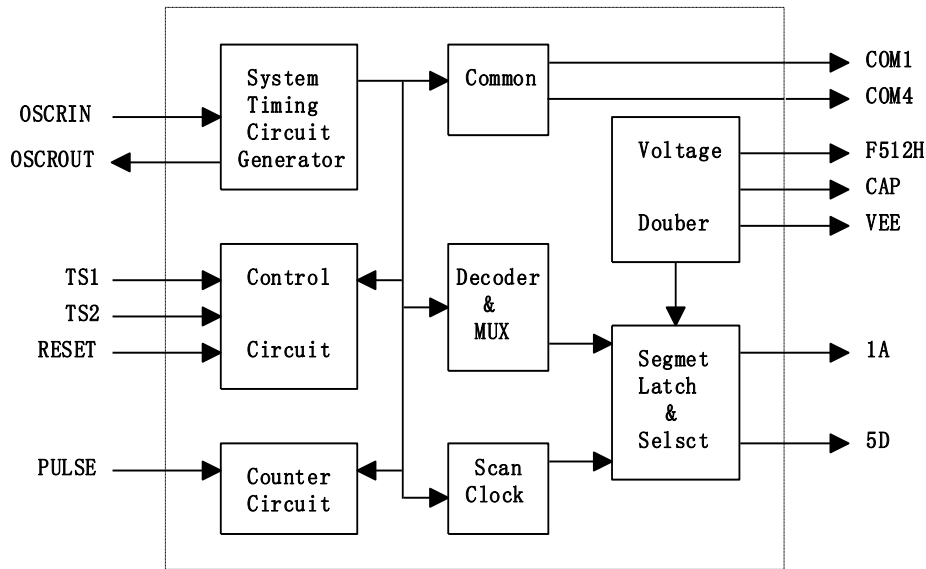 OSCRIN
OSCROUT
System
Timing
Circuit
Generator
Common
COM1
COM4
Voltage
Douber
F512H
CAP
VEE
TS1
TS2
RESET
Control
Circuit
Decoder
&
MUX
Segmet
Latch
&
Selsct
1A
5D
PULSE
Counter
Circuit
Scan
Clock